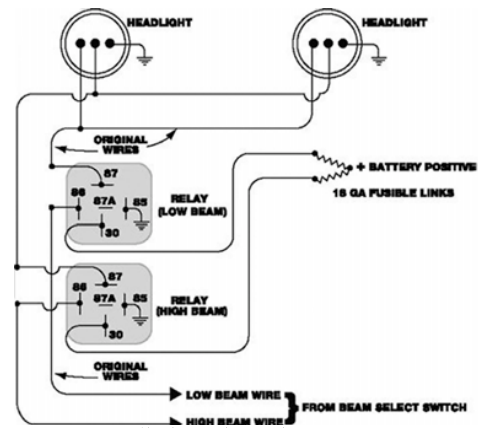 HEADLIGHT
HEADLIGHT
ORIGINAL
WIRES
+ BATTERY POSITIVE
16 GA FUSIBLE LINKS
87
86
87A
85
30
RELAY
(LOW BEAM)
87
86
87A
85
30
RELAY
(HIGH BEAM)
ORIGINAL
WIRES
LOW BEAM WIRE
HIGH BEAM WIRE
FROM BEAM SELECT SWITCH